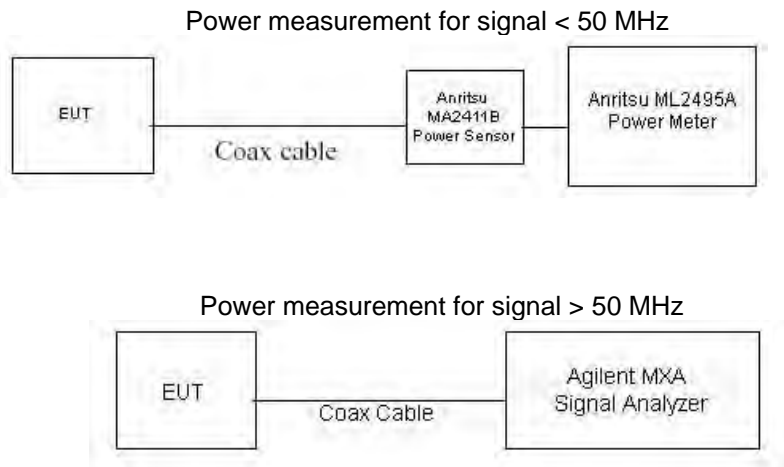 Power measurement for signal < 50 MHz
EUT
Coax cable
Anritsu
MA2411B
Power Sensor
Anritsu ML2495A
Power Meter
Power measurement for signal > 50 MHz
EUT
Coax Cable
Agilent MXA
Signal Analyzer